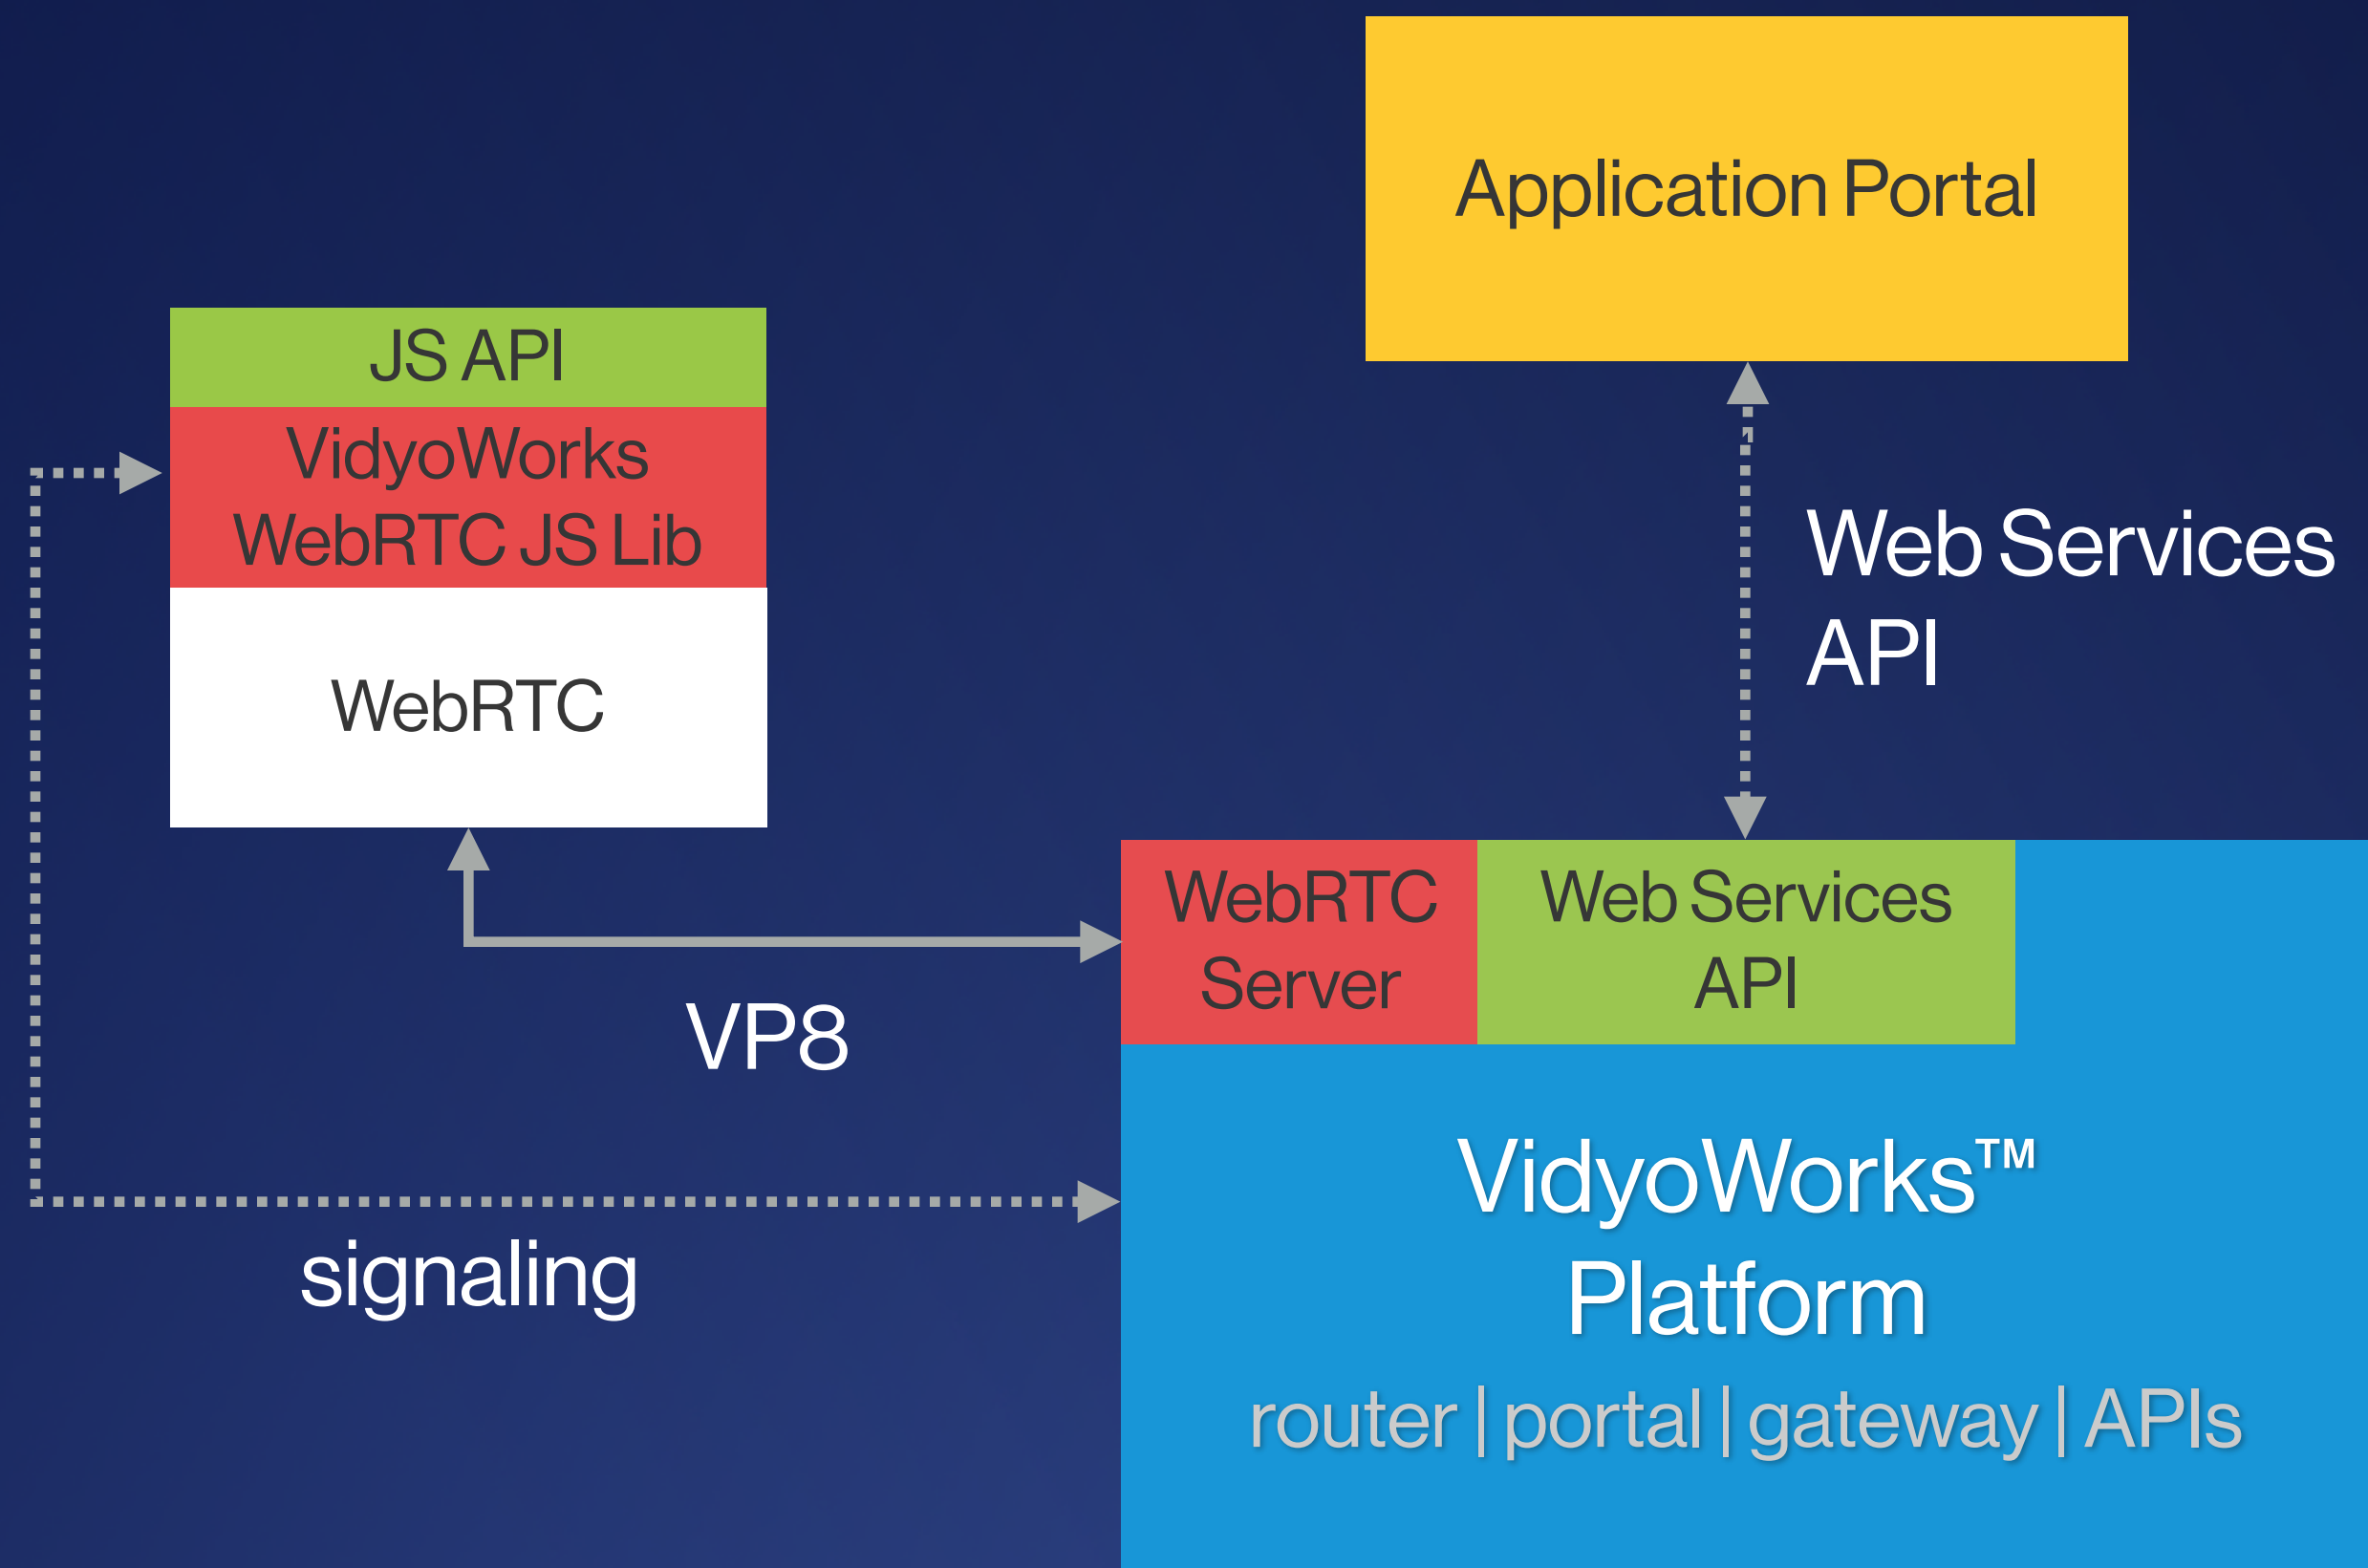 Application Portal
JS API
VidyoWorks
WebRTC JS Lib
WebRTC
Web Services
API
WebRTC
Server
Web Services
API
VP8
signaling
VidyoWorks™
Platform
router | portal | gateway | APIs